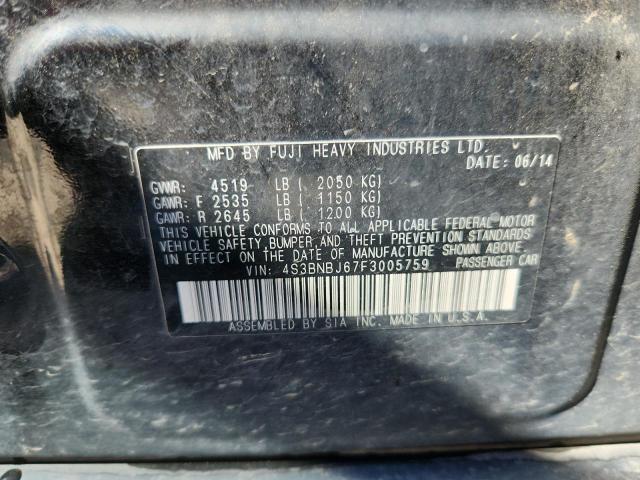 MFD BY FUJI HEAVY INDUSTRIES LTD.
DATE: 06/14
GVWR: 4519 LB ( 2050 KG)
GAWR: F 2535 LB ( 1150 KG)
GAWR: R 2645 LB ( 1200 KG)
THIS VEHICLE CONFORMS TO ALL APPLICABLE FEDERAL MOTOR
VEHICLE SAFETY, BUMPER, AND THEFT PREVENTION STANDARDS
IN EFFECT ON THE DATE OF MANUFACTURE SHOWN ABOVE.
VIN: 4S3BNBJ67F3005759 PASSENGER CAR
ASSEMBLED BY SIA INC. MADE IN U.S.A.